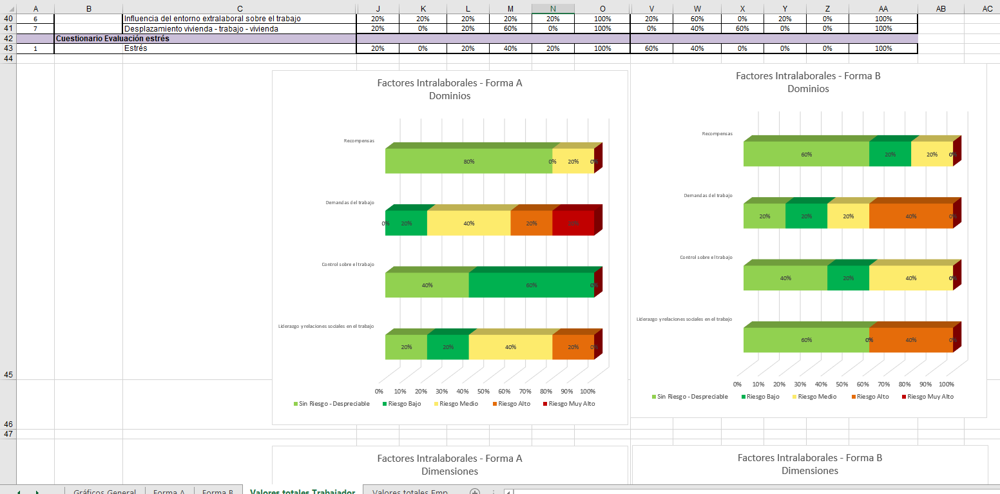 A B C J K L M N O V W X Y Z AA AB AC
40 6 Influencia del entorno extralaboral sobre el trabajo 20% 20% 20% 20% 20% 100% 20% 60% 0% 20% 0% 100%
41 7 Desplazamiento vivienda - trabajo - vivienda 20% 0% 20% 60% 0% 100% 0% 40% 60% 0% 0% 100%
42 Cuestionario Evaluación estrés
43 1 Estrés 20% 0% 20% 40% 20% 100% 60% 40% 0% 0% 0% 100%
44
Factores Intralaborales - Forma A
Dominios
Recompensas
80% 0% 20% 0%
Demandas del trabajo
0% 20% 40% 20% 20%
Control sobre el trabajo
40% 60% 0%
Liderazgo y relaciones sociales en el trabajo
20% 20% 40% 20% 0%
0% 10% 20% 30% 40% 50% 60% 70% 80% 90% 100%
Sin Riesgo - Despreciable Riesgo Bajo Riesgo Medio Riesgo Alto Riesgo Muy Alto
Factores Intralaborales - Forma B
Dominios
Recompensas
60% 20% 20% 0%
Demandas del trabajo
20% 20% 20% 40% 0%
Control sobre el trabajo
40% 20% 40% 0%
Liderazgo y relaciones sociales en el trabajo
60% 0% 40% 0%
0% 10% 20% 30% 40% 50% 60% 70% 80% 90% 100%
Sin Riesgo - Despreciable Riesgo Bajo Riesgo Medio Riesgo Alto Riesgo Muy Alto
45
46
47
Factores Intralaborales - Forma A
Dimensiones
Factores Intralaborales - Forma B
Dimensiones
Gráficos General Forma A Forma B Valores totales Trabajador Valores totales Emp